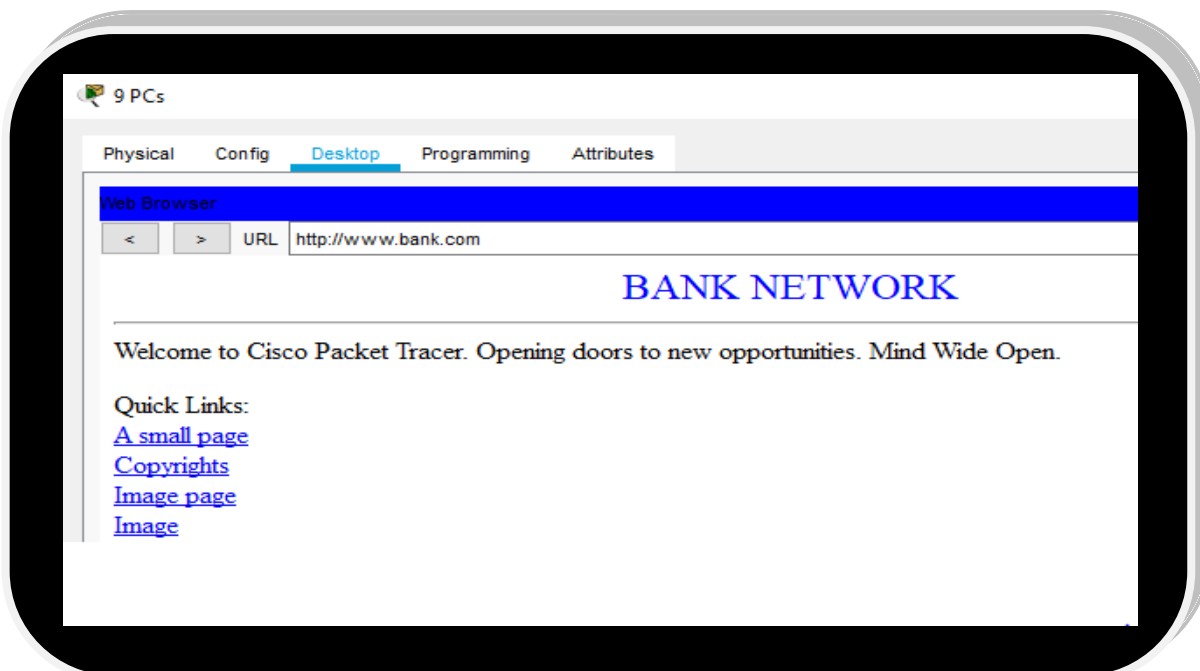 9 PCs
Physical Config Desktop Programming Attributes
Web Browser
< > URL http://www.bank.com
BANK NETWORK
Welcome to Cisco Packet Tracer. Opening doors to new opportunities. Mind Wide Open.
Quick Links:
A small page
Copyrights
Image page
Image